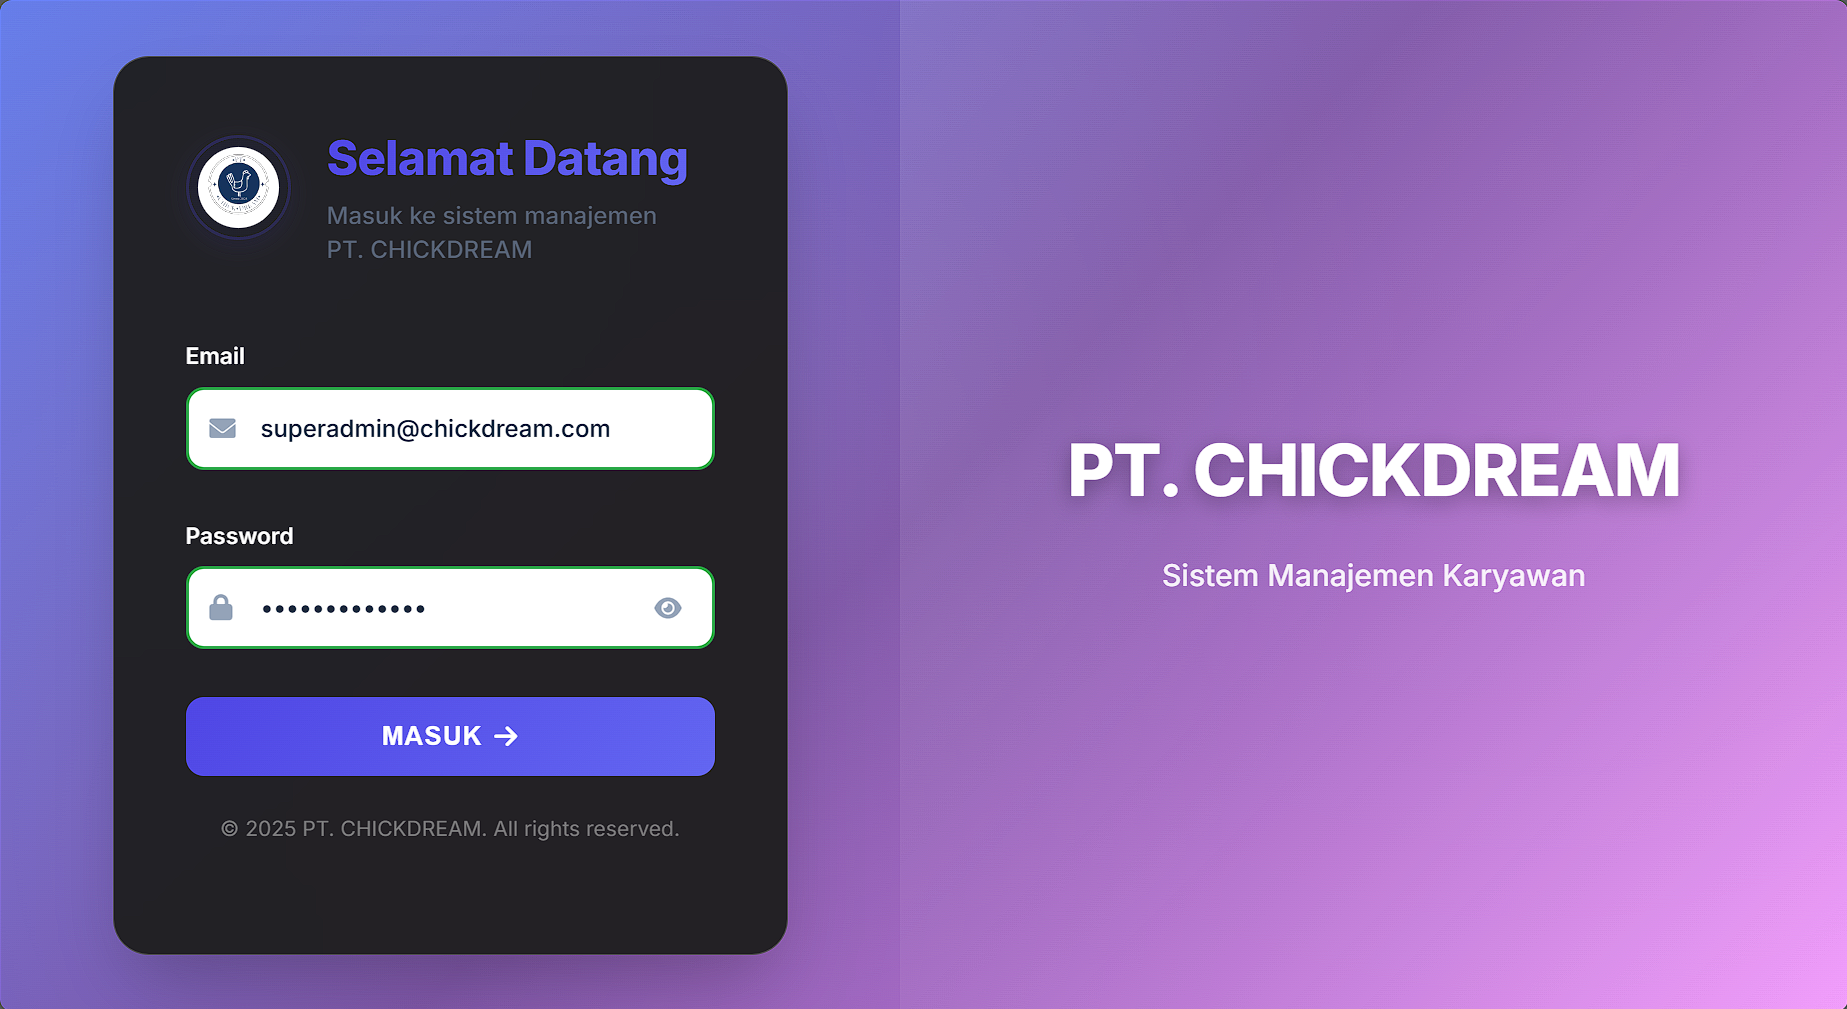 Selamat Datang
Masuk ke sistem manajemen
PT. CHICKDREAM
Email
superadmin@chickdream.com
Password
•••••••••••••
MASUK →
© 2025 PT. CHICKDREAM. All rights reserved.
PT. CHICKDREAM
Sistem Manajemen Karyawan